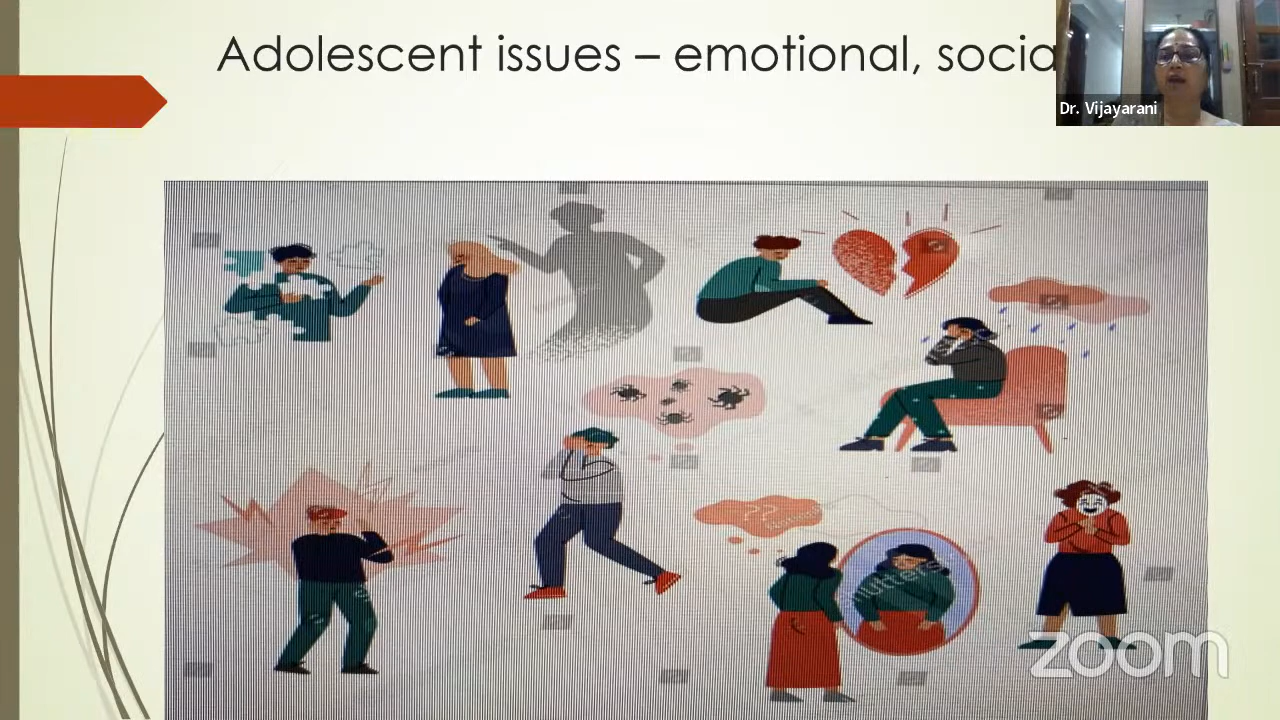 Adolescent issues – emotional, socia
Dr. Vijayarani
??
zoom